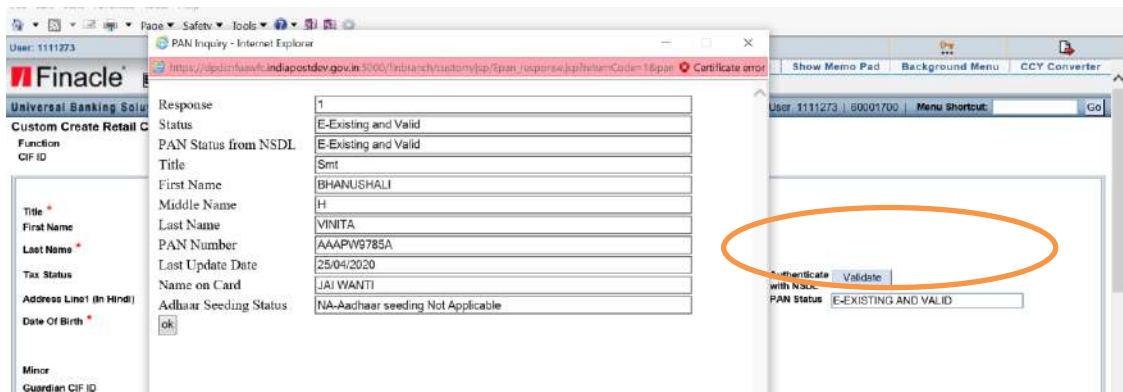 Page Safety Tools
User: 1111273
PAN Inquiry - Internet Explorer
indiapostdev.gov.in Certificate error
Show Memo Pad Background Menu CCY Converter
Finacle
Universal Banking Solu
User 1111273 | 60001700 | Menu Shortcut: Go
Custom Create Retail C
Function
CIF ID
Response 1
Status E-Existing and Valid
PAN Status from NSDL E-Existing and Valid
Title Smt
First Name BHANUSHALI
Middle Name H
Last Name VINITA
PAN Number AAAPW9785A
Last Update Date 25/04/2020
Name on Card JAI WANTI
Adhaar Seeding Status NA-Aadhaar seeding Not Applicable
ok
Title *
First Name
Last Name *
Tax Status
Address Line1 (In Hindi)
Date Of Birth *
Minor
Guardian CIF ID
Authenticate with NSDL Validate
PAN Status E-EXISTING AND VALID